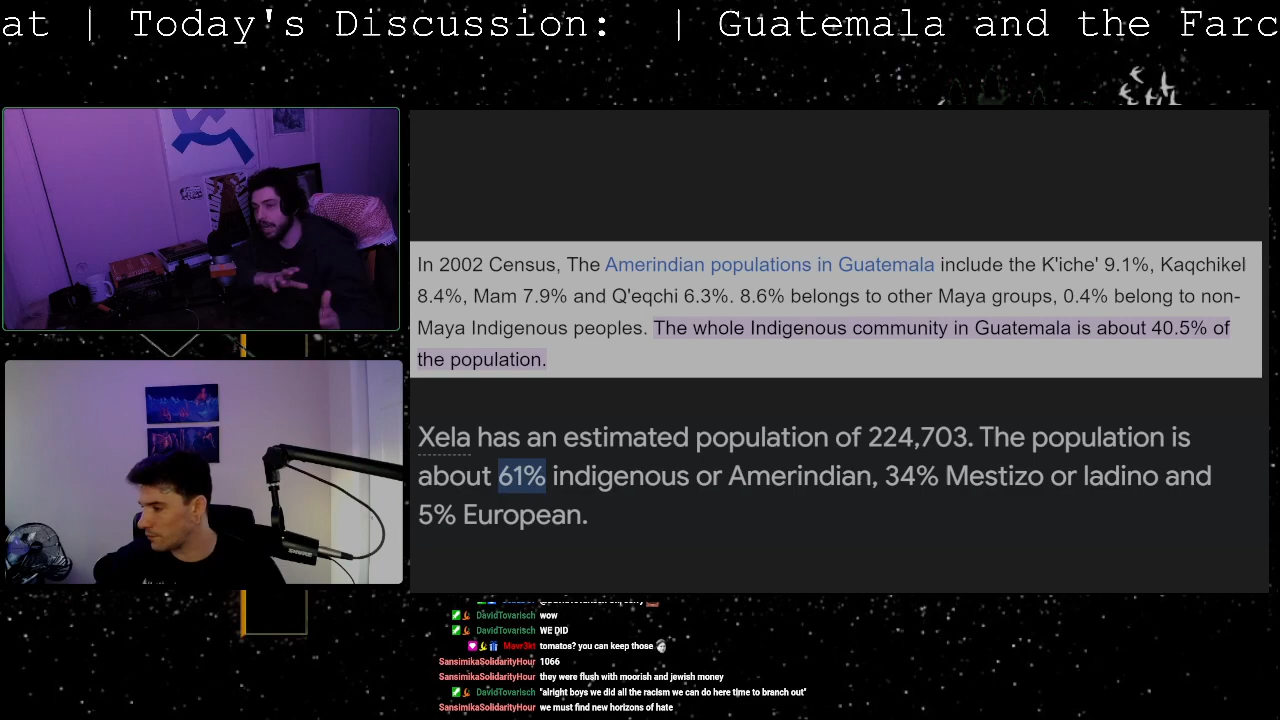 at | Today's Discussion:  | Guatemala and the Farc
In 2002 Census, The Amerindian populations in Guatemala include the K'iche' 9.1%, Kaqchikel
8.4%, Mam 7.9% and Q'eqchi 6.3%. 8.6% belongs to other Maya groups, 0.4% belong to non-
Maya Indigenous peoples. The whole Indigenous community in Guatemala is about 40.5% of
the population.
Xela has an estimated population of 224,703. The population is
about 61% indigenous or Amerindian, 34% Mestizo or ladino and
5% European.
DavidTovarisch wow
DavidTovarisch WE DID
Mawr3kt tomatos? you can keep those
SansimikaSolidarityHour 1066
SansimikaSolidarityHour they were flush with moorish and jewish money
DavidTovarisch "alright boys we did all the racism we can do here time to branch out"
SansimikaSolidarityHour we must find new horizons of hate